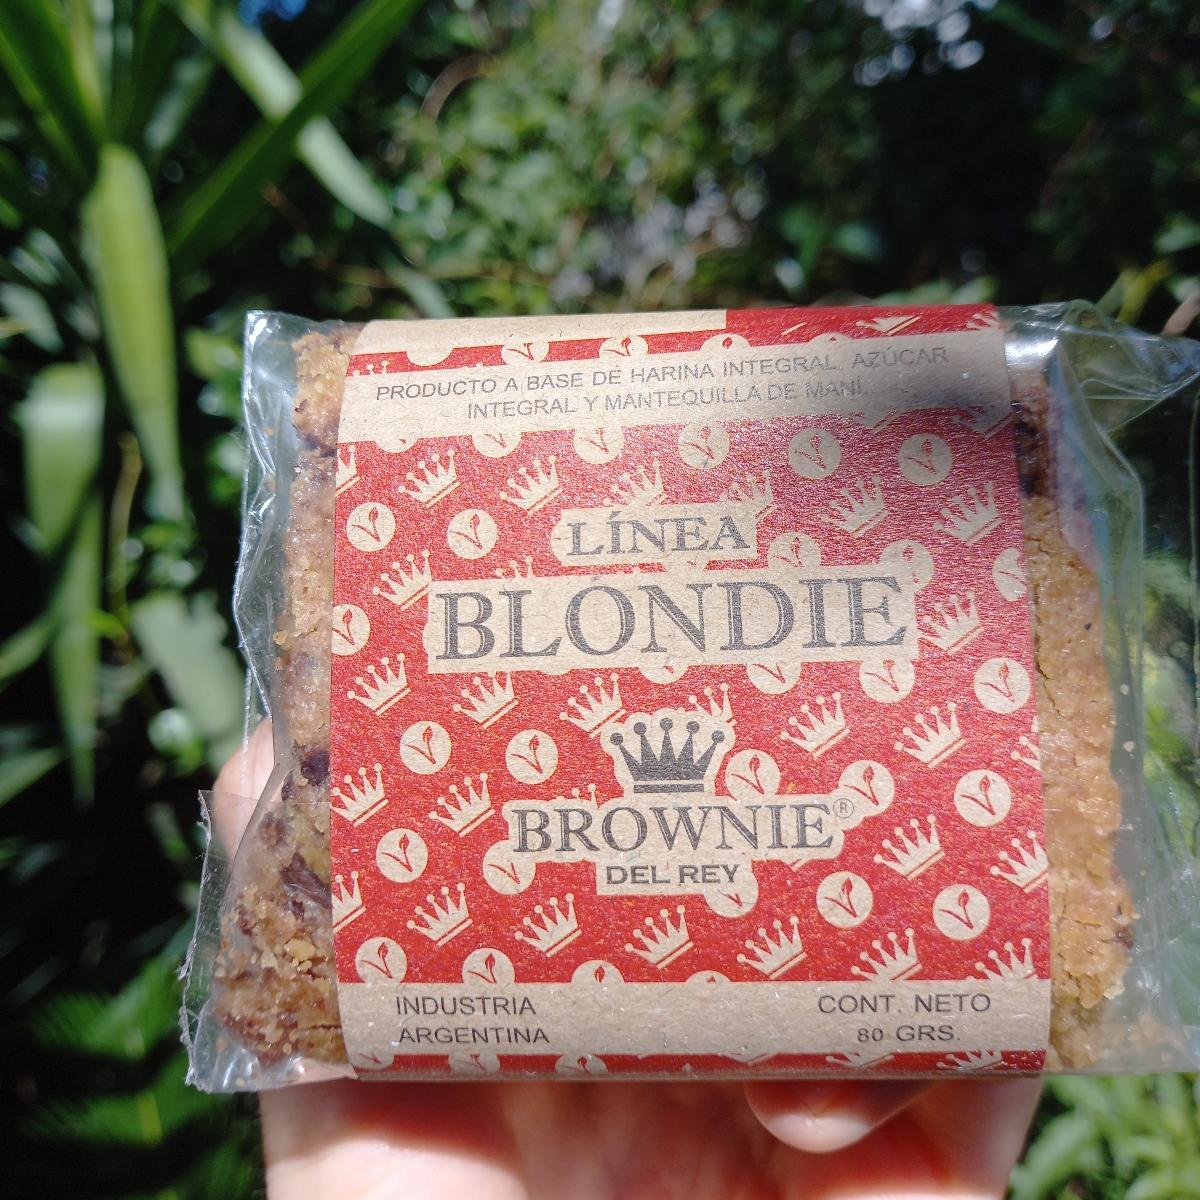 PRODUCTO A BASE DE HARINA INTEGRAL, AZÚCAR
INTEGRAL Y MANTEQUILLA DE MANÍ.
LÍNEA
BLONDIE
BROWNIE®
DEL REY
INDUSTRIA
ARGENTINA
CONT. NETO
80 GRS.